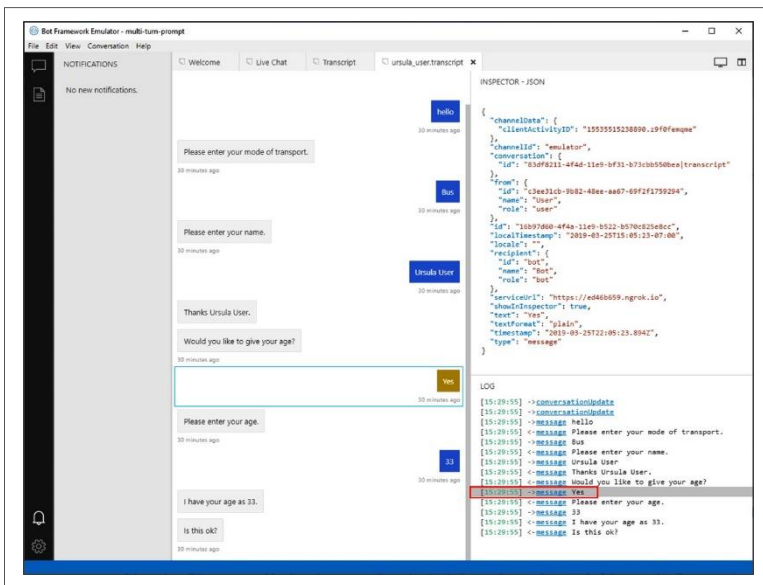 Bot Framework Emulator - multi-turn-prompt
File Edit View Conversation Help
NOTIFICATIONS
No new notifications.
Welcome
Live Chat
Transcript
ursula_user.transcript
hello
30 minutes ago
Please enter your mode of transport.
30 minutes ago
Bus
30 minutes ago
Please enter your name.
30 minutes ago
Ursula User
30 minutes ago
Thanks Ursula User.
Would you like to give your age?
30 minutes ago
Yes
30 minutes ago
Please enter your age.
30 minutes ago
33
30 minutes ago
I have your age as 33.
Is this ok?
30 minutes ago
INSPECTOR - JSON
{
"channelData": {
"clientActivityID": "15535515238890.i9f0femqme"
},
"channelId": "emulator",
"conversation": {
"id": "83df8211-4f4d-11e9-bf31-b73cbb550bea|transcript"
},
"from": {
"id": "c3ee31cb-9b82-48ee-aa67-69f2f1759294",
"name": "User",
"role": "user"
},
"id": "16b97d60-4f4a-11e9-b522-b570c825e8cc",
"localTimestamp": "2019-03-25T15:05:23-07:00",
"locale": "",
"recipient": {
"id": "bot",
"name": "Bot",
"role": "bot"
},
"serviceUrl": "https://ed46b659.ngrok.io",
"showInInspector": true,
"text": "Yes",
"textFormat": "plain",
"timestamp": "2019-03-25T22:05:23.894Z",
"type": "message"
}
LOG
[15:29:55] ->conversationUpdate
[15:29:55] ->conversationUpdate
[15:29:55] ->message hello
[15:29:55] <-message Please enter your mode of transport.
[15:29:55] ->message Bus
[15:29:55] <-message Please enter your name.
[15:29:55] ->message Ursula User
[15:29:55] <-message Thanks Ursula User.
[15:29:55] <-message Would you like to give your age?
[15:29:55] ->message Yes
[15:29:55] <-message Please enter your age.
[15:29:55] ->message 33
[15:29:55] <-message I have your age as 33.
[15:29:55] <-message Is this ok?